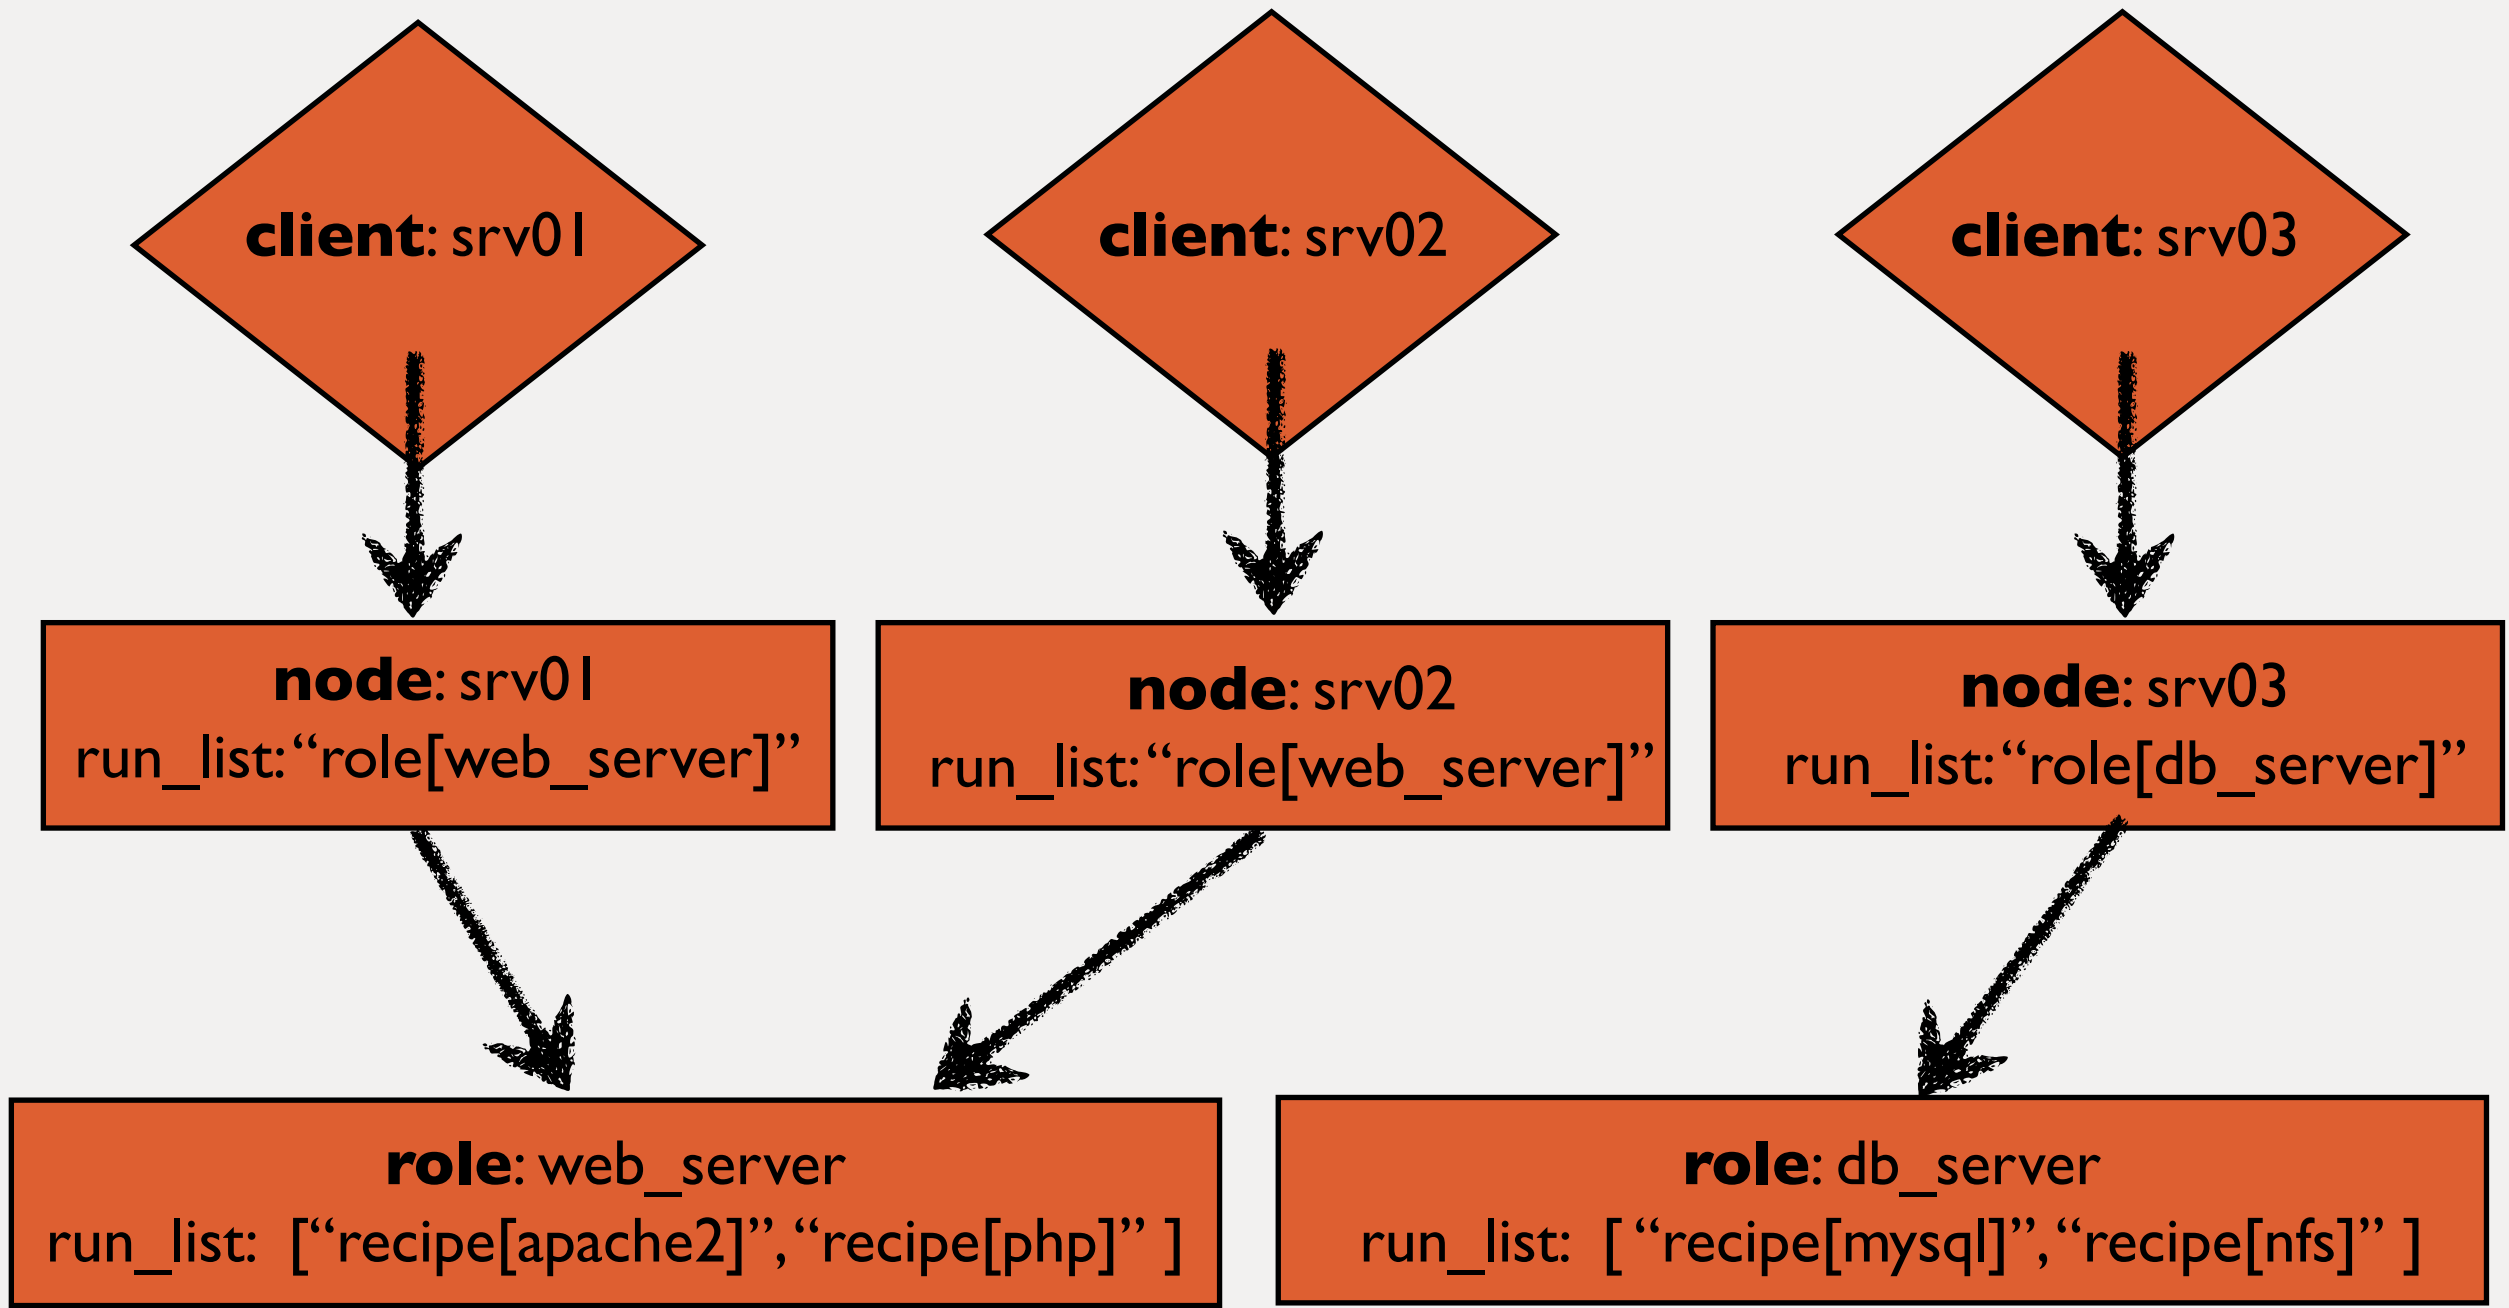 client: srv01
client: srv02
client: srv03
node: srv01
run_list: “role[web_server]”
node: srv02
run_list: “role[web_server]”
node: srv03
run_list: “role[db_server]”
role: web_server
run_list: [“recipe[apache2]”, “recipe[php]” ]
role: db_server
run_list: [ “recipe[mysql]”, “recipe[nfs]” ]